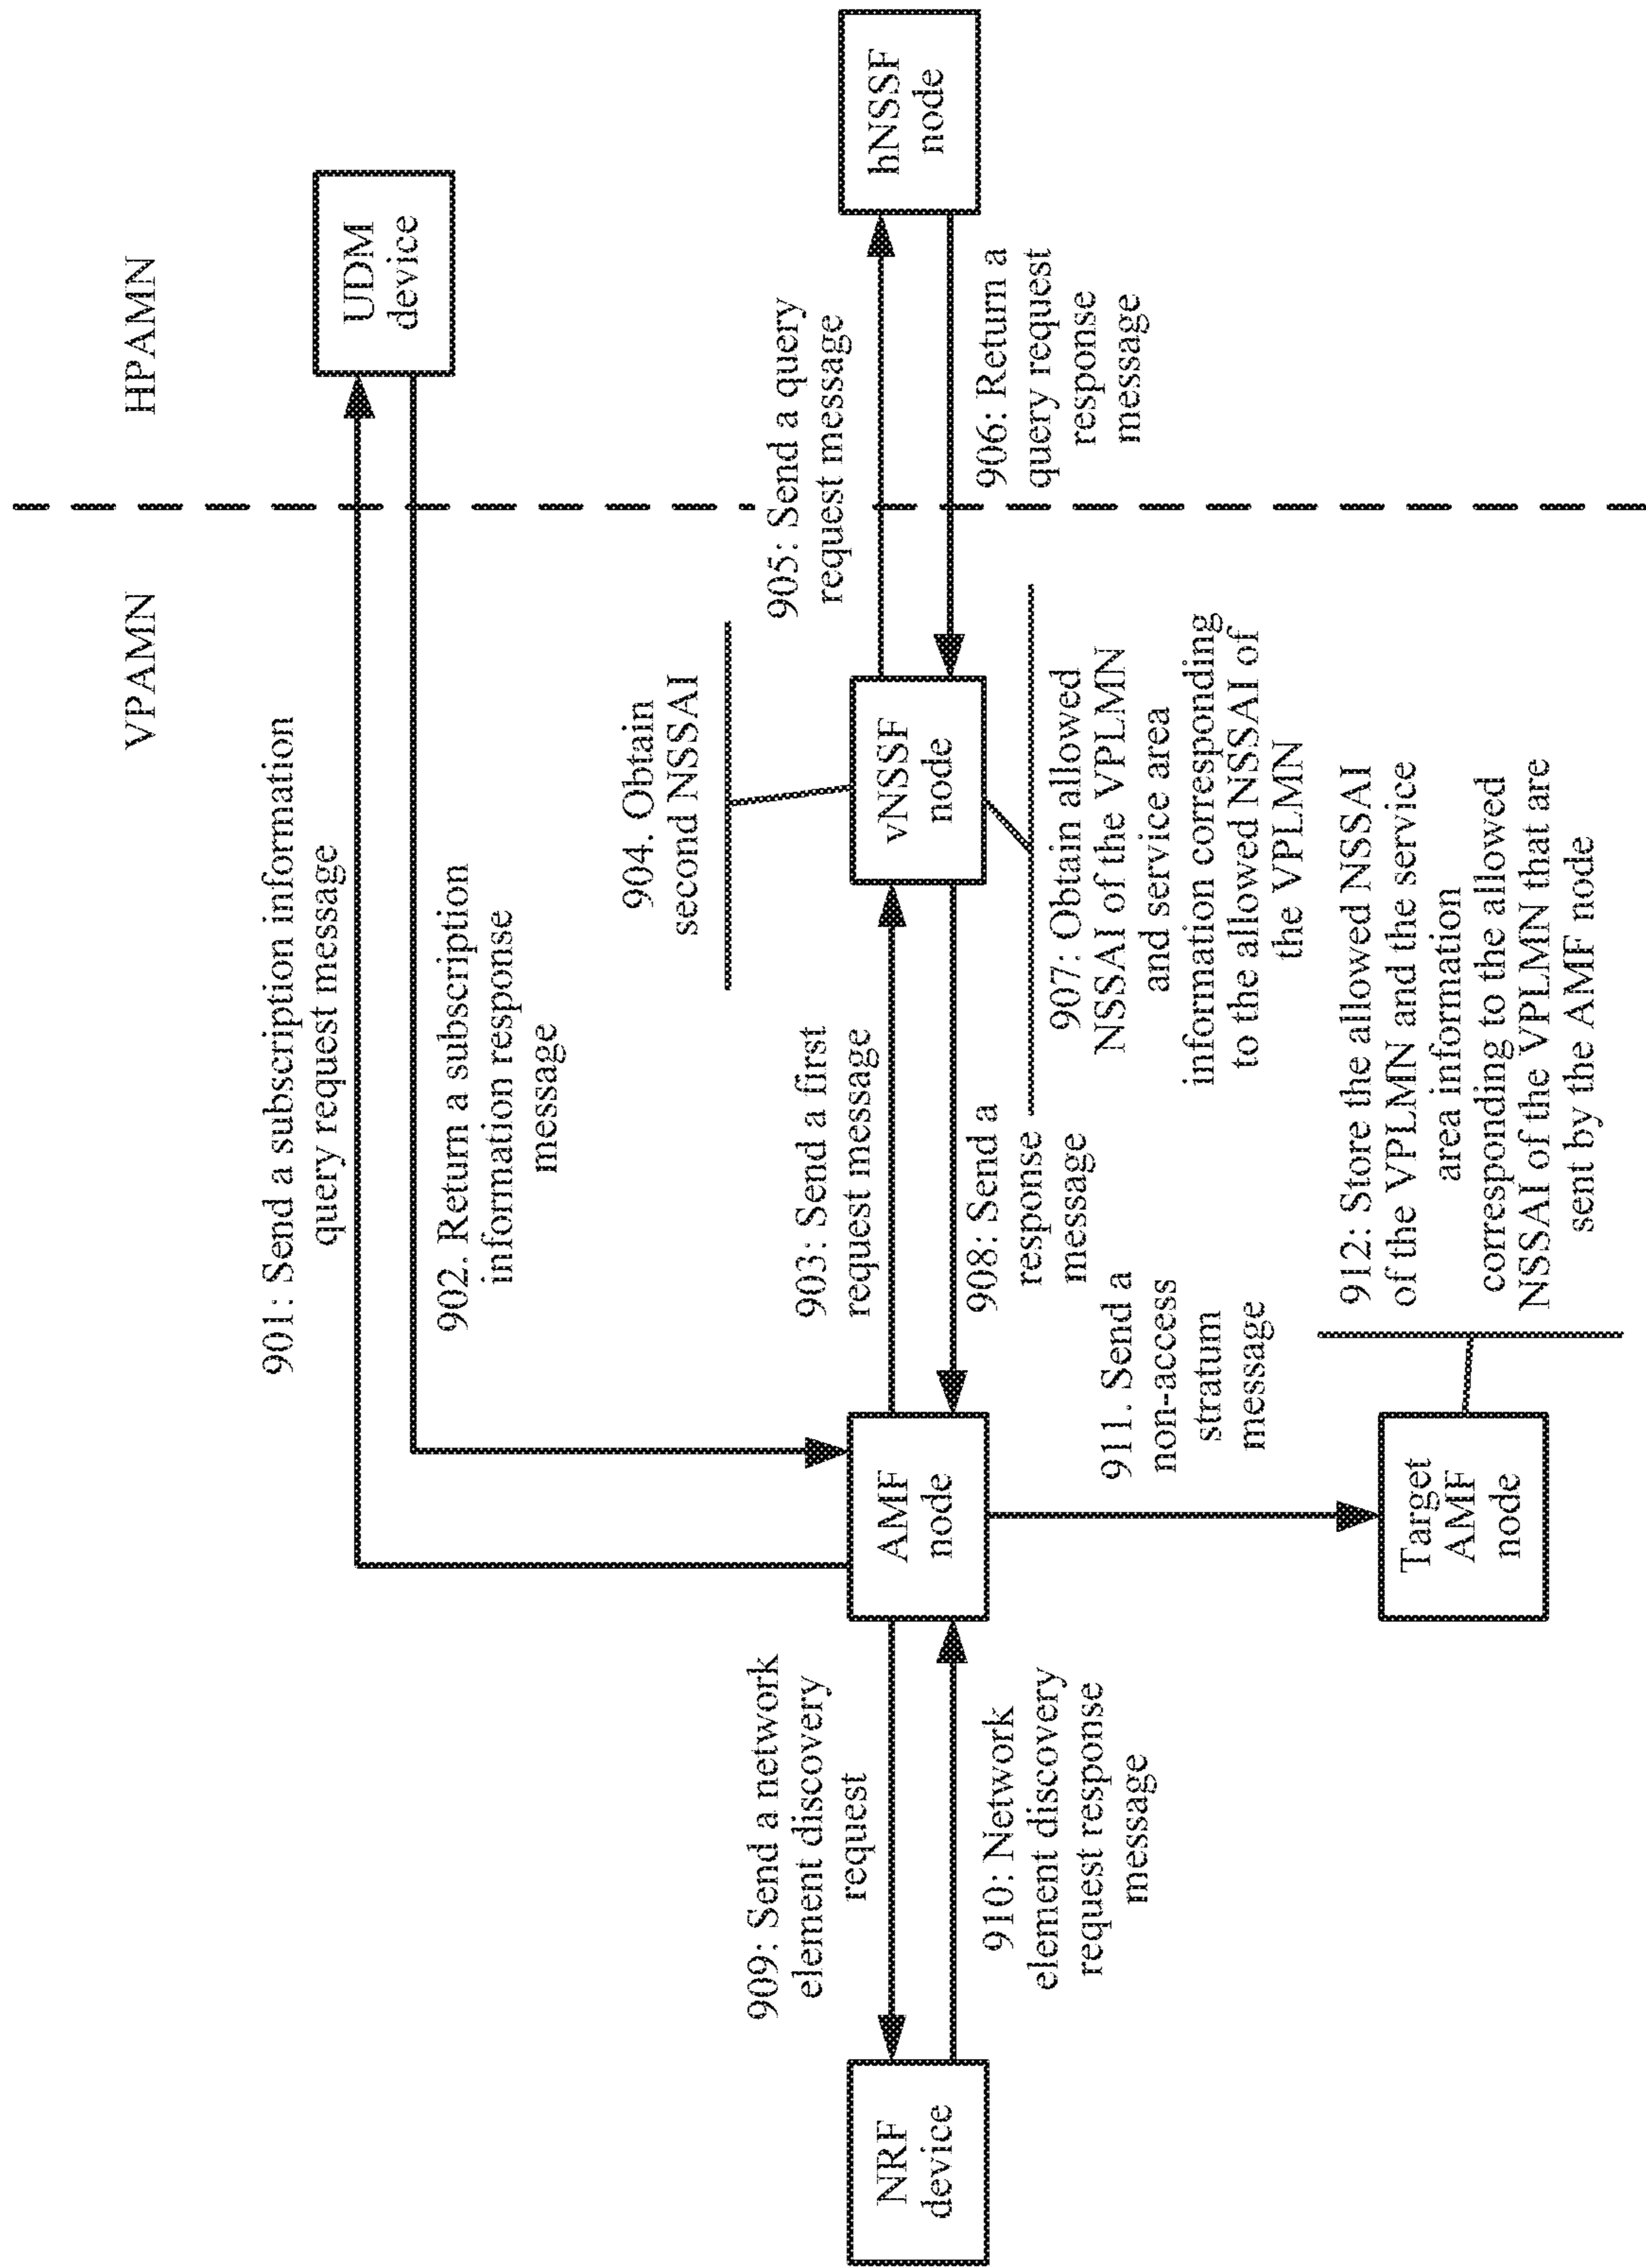 VPAMN
HPAMN
901: Send a subscription information
query request message
UDM
device
902. Return a subscription
information response
message
904. Obtain
second NSSAI
909: Send a network
element discovery
request
903: Send a first
request message
905: Send a query
request message
NRF
device
AMF
node
vNSSF
node
hNSSF
node
910: Network
element discovery
request response
message
908: Send a
response
message
906: Return a
query request
response
message
907: Obtain allowed
NSSAI of the VPLMN
and service area
information corresponding
to the allowed NSSAI of
the VPLMN
911. Send a
non-access
stratum
message
Target
AMF
node
912: Store the allowed NSSAI
of the VPLMN and the service
area information
corresponding to the allowed
NSSAI of the VPLMN that are
sent by the AMF node